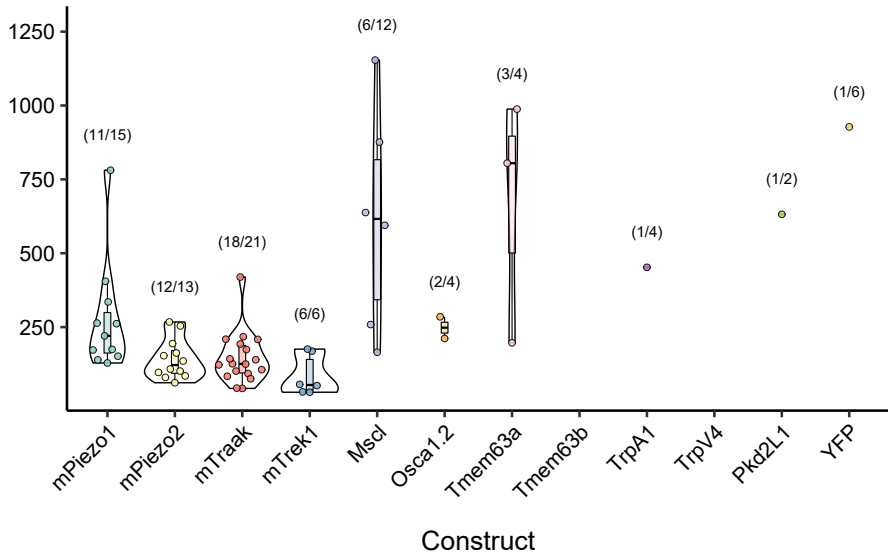 1250
(6/12)
(3/4)
1000
(1/6)
(11/15)
750
(1/2)
(18/21)
(1/4)
500
(12/13)
(2/4)
(6/6)
250
mPiezo1
mPiezo2
mTraak
mTrek1
Mscl
Osca1.2
Tmem63a
Tmem63b
TrpA1
TrpV4
Pkd2L1
YFP
Construct